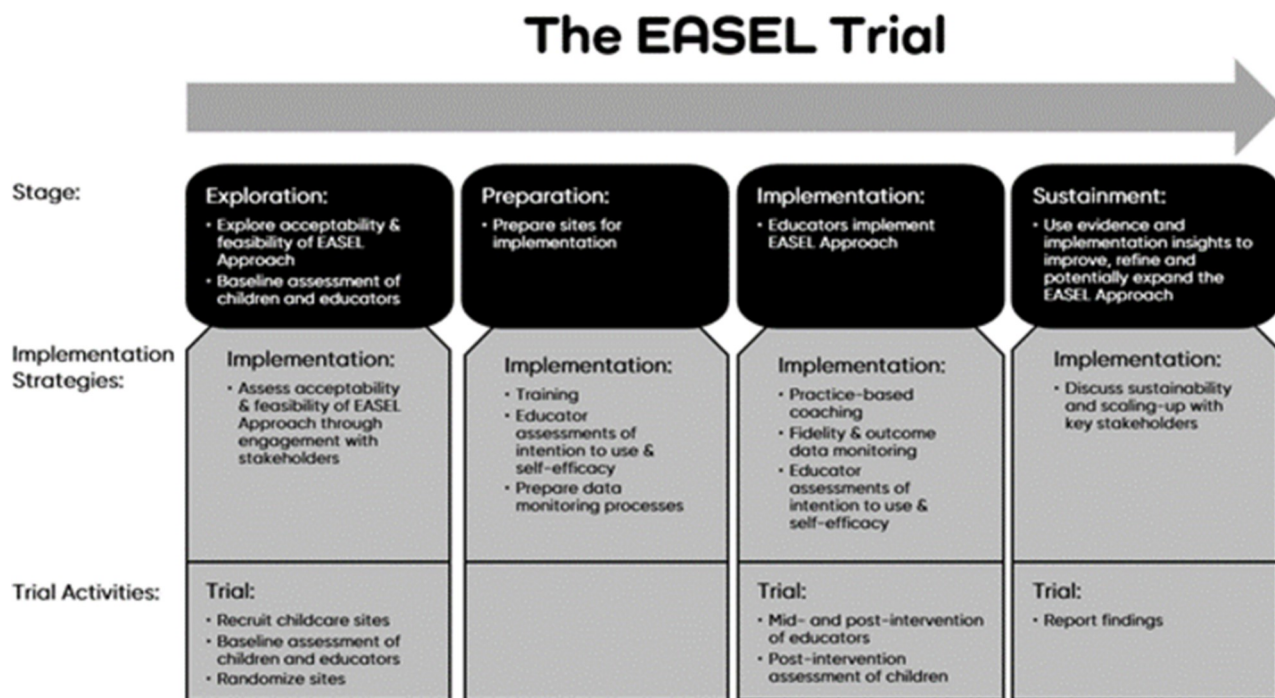 The EASEL Trial
Stage:
Exploration:
• Explore acceptability &
feasibility of EASEL
Approach
• Baseline assessment of
children and educators
Preparation:
• Prepare sites for
implementation
Implementation:
• Educators implement
EASEL Approach
Sustainment:
• Use evidence and
implementation insights to
improve, refine and
potentially expand the
EASEL Approach
Implementation
Strategies:
Implementation:
• Assess acceptability
& feasibility of EASEL
Approach through
engagement with
stakeholders
Implementation:
• Training
• Educator
assessments of
intention to use &
self-efficacy
• Prepare data
monitoring processes
Implementation:
• Practice-based
coaching
• Fidelity & outcome
data monitoring
• Educator
assessments of
intention to use &
self-efficacy
Implementation:
• Discuss sustainability
and scaling-up with
key stakeholders
Trial Activities:
Trial:
• Recruit childcare sites
• Baseline assessment of
children and educators
• Randomize sites
Trial:
• Mid- and post-intervention
of educators
• Post-intervention
assessment of children
Trial:
• Report findings